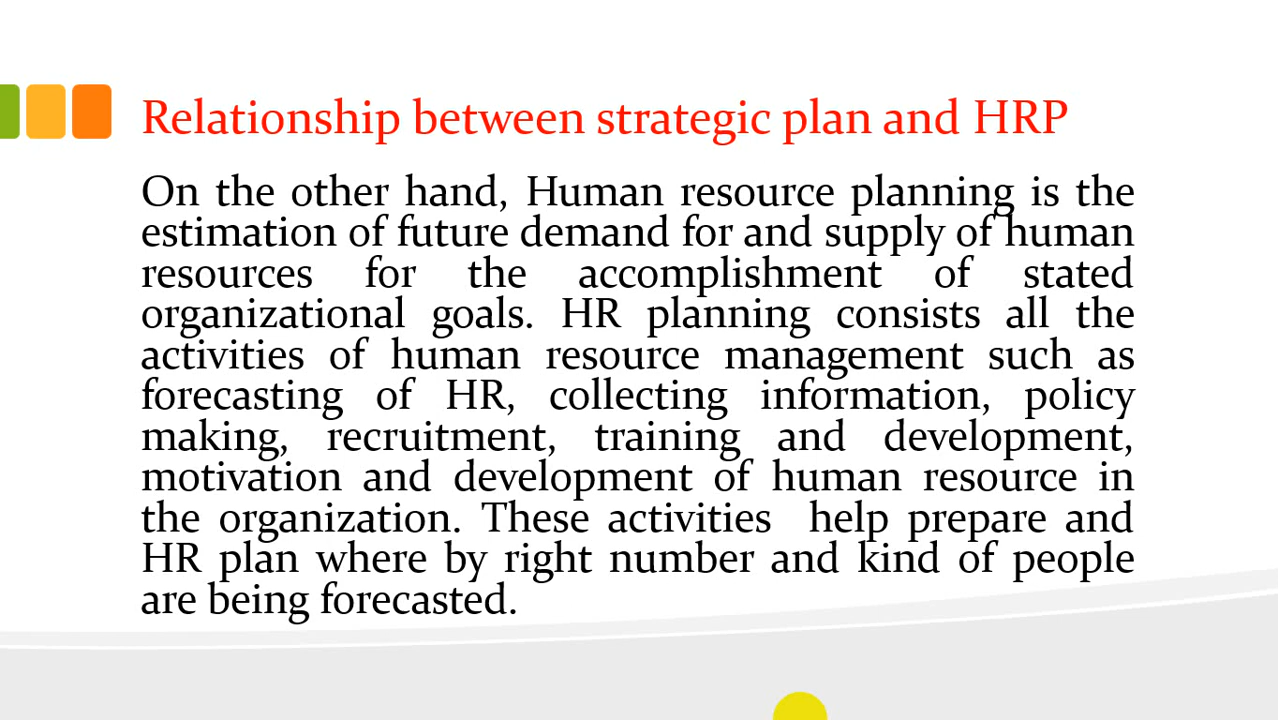 Relationship between strategic plan and HRP
On the other hand, Human resource planning is the
estimation of future demand for and supply of human
resources for the accomplishment of stated
organizational goals. HR planning consists all the
activities of human resource management such as
forecasting of HR, collecting information, policy
making, recruitment, training and development,
motivation and development of human resource in
the organization. These activities  help prepare and
HR plan where by right number and kind of people
are being forecasted.